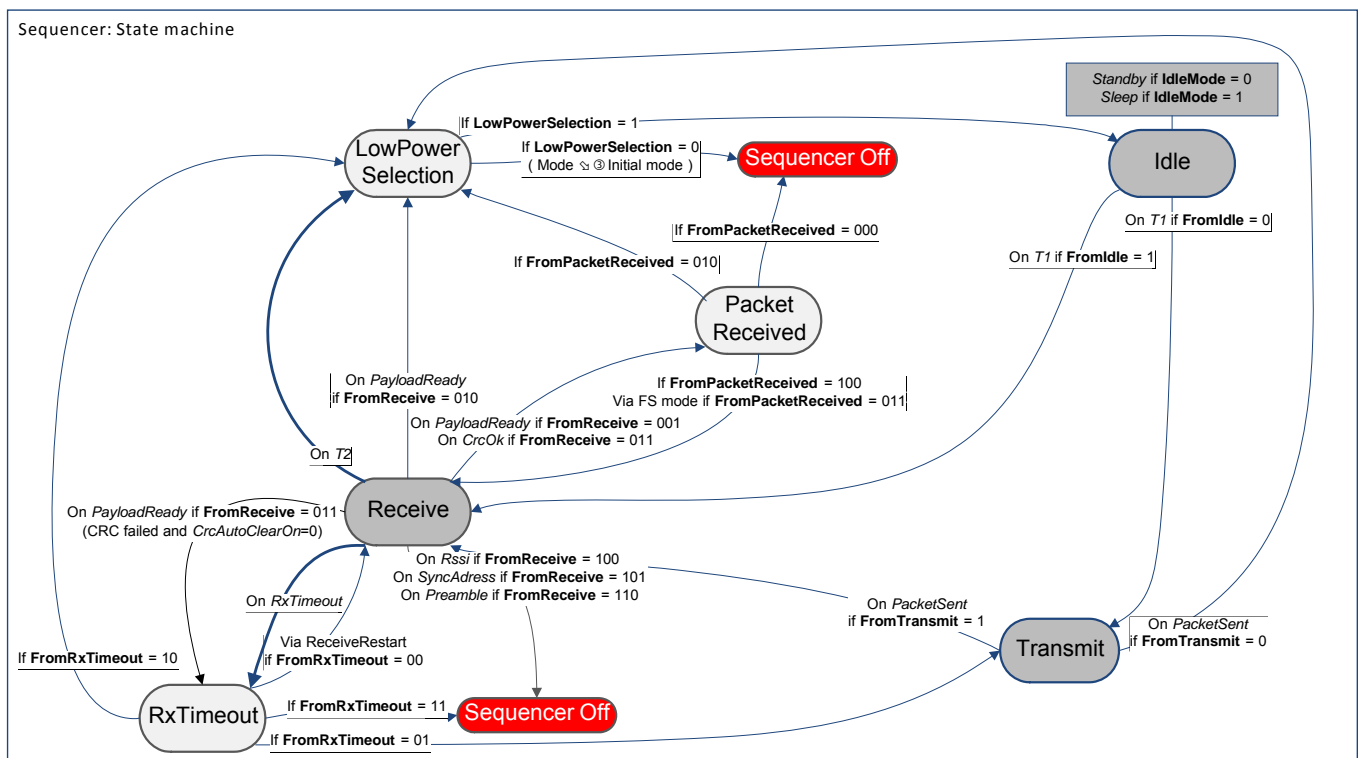 Sequencer: State machine
Standby if IdleMode = 0
Sleep if IdleMode = 1
If LowPowerSelection = 1
LowPower
Selection
If LowPowerSelection = 0
( Mode ⇘ ③ Initial mode )
Sequencer Off
Idle
On T1 if FromIdle = 0
If FromPacketReceived = 000
On T1 if FromIdle = 1
If FromPacketReceived = 010
Packet
Received
On PayloadReady
if FromReceive = 010
If FromPacketReceived = 100
Via FS mode if FromPacketReceived = 011
On PayloadReady if FromReceive = 001
On CrcOk if FromReceive = 011
On T2
Receive
On PayloadReady if FromReceive = 011
(CRC failed and CrcAutoClearOn=0)
On Rssi if FromReceive = 100
On SyncAdress if FromReceive = 101
On Preamble if FromReceive = 110
On RxTimeout
On PacketSent
if FromTransmit = 1
On PacketSent
if FromTransmit = 0
Transmit
Via ReceiveRestart
if FromRxTimeout = 00
If FromRxTimeout = 10
RxTimeout
If FromRxTimeout = 11
Sequencer Off
If FromRxTimeout = 01